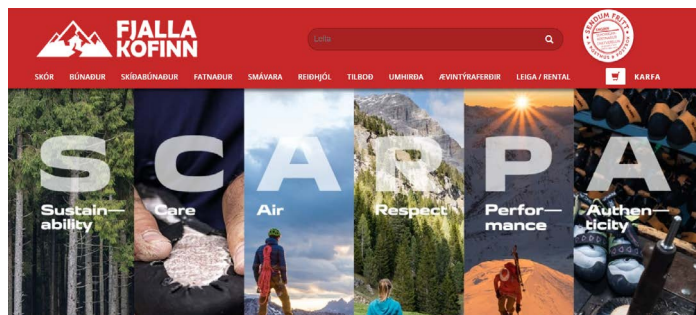 FJALLA
KOFINN
Leita
SENDUM FRÍTT
SKÓR BÚNAÐUR SKÍÐABÚNAÐUR FATNAÐUR SMÁVARA REIÐHJÓL TILBOÐ UMHIRÐA ÆVINTÝRAFERÐIR LEIGA / RENTAL KARFA
S C A R P A
Sustain—
ability
Care
Air
Respect
Perfor—
mance
Authen—
ticity